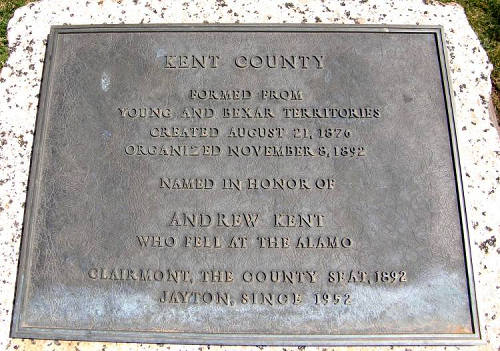 KENT COUNTY
FORMED FROM
YOUNG AND BEXAR TERRITORIES
CREATED AUGUST 21, 1876
ORGANIZED NOVEMBER 8, 1892
NAMED IN HONOR OF
ANDREW KENT
WHO FELL AT THE ALAMO
CLAIRMONT, THE COUNTY SEAT, 1892
JAYTON, SINCE 1952